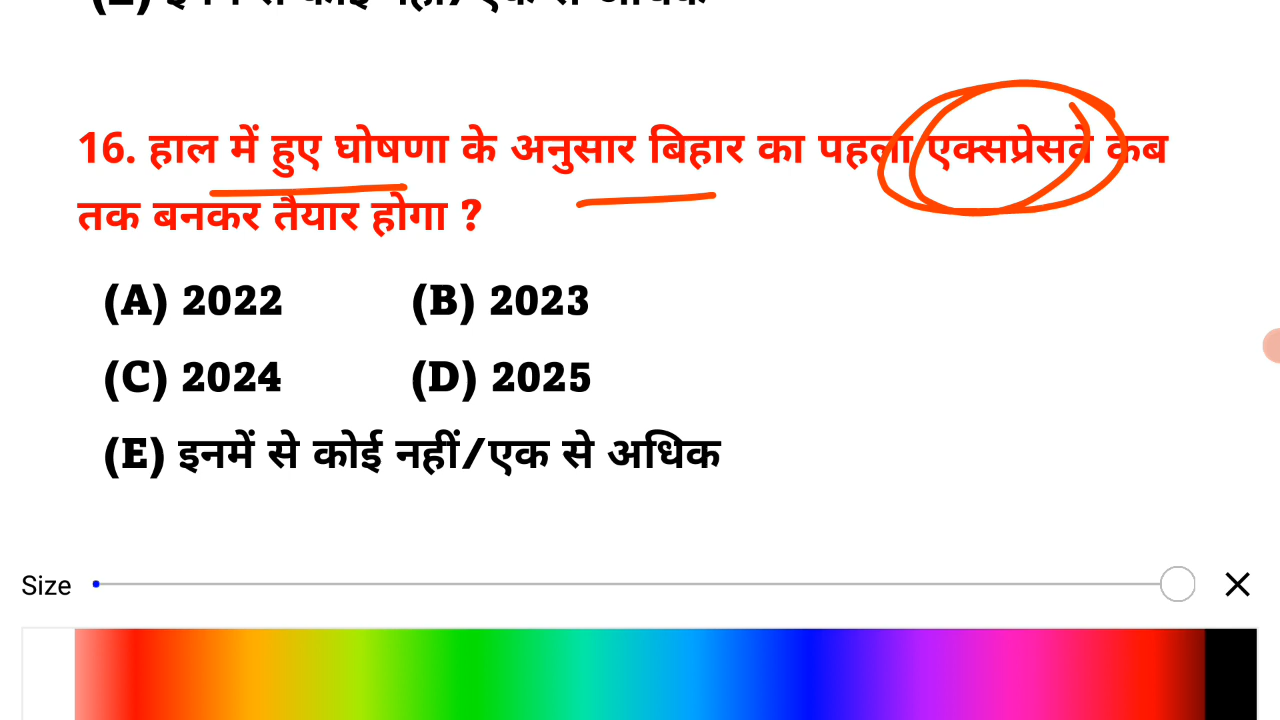 16. हाल में हुए घोषणा के अनुसार बिहार का पहला एक्सप्रेसवे कब
तक बनकर तैयार होगा ?
(A) 2022 (B) 2023
(C) 2024 (D) 2025
(E) इनमें से कोई नहीं/एक से अधिक
Size